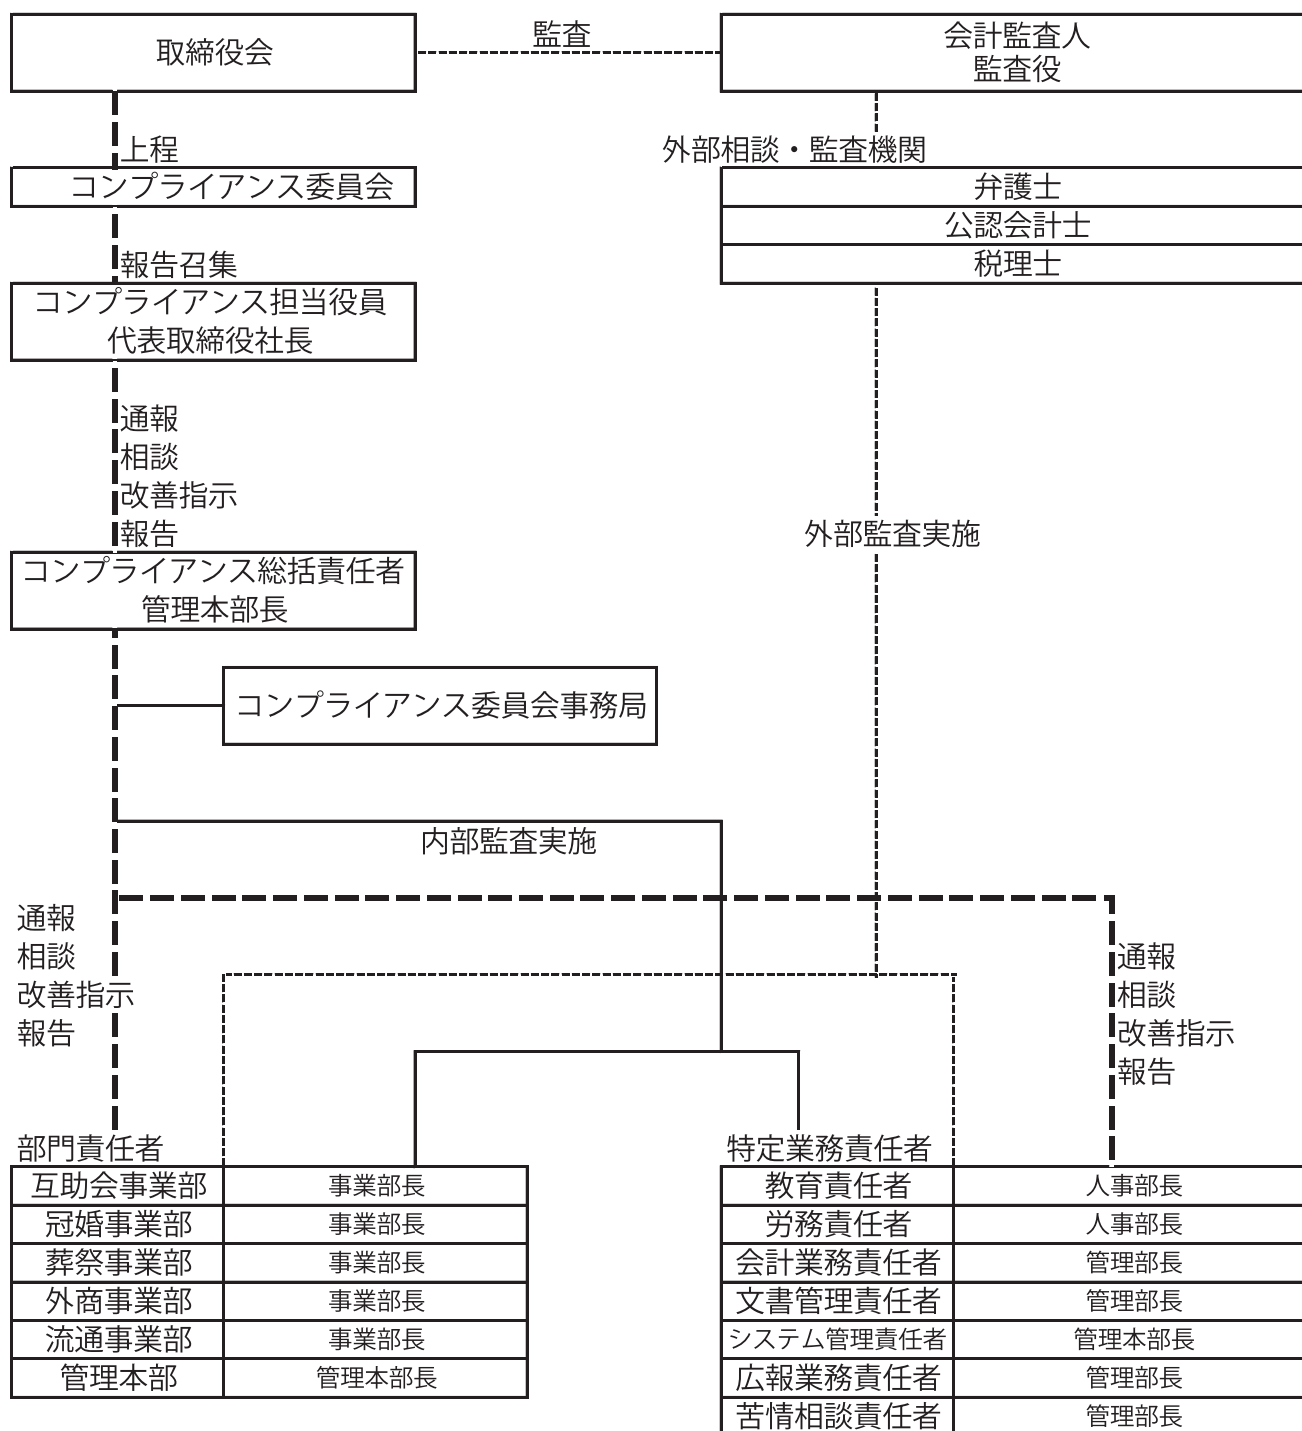 取締役会
監査
会計監査人
監査役
上程
外部相談・監査機関
コンプライアンス委員会
弁護士
公認会計士
税理士
報告召集
コンプライアンス担当役員
代表取締役社長
通報
相談
改善指示
報告
外部監査実施
コンプライアンス総括責任者
管理本部長
コンプライアンス委員会事務局
内部監査実施
通報
相談
改善指示
報告
通報
相談
改善指示
報告
部門責任者
互助会事業部 事業部長
冠婚事業部 事業部長
葬祭事業部 事業部長
外商事業部 事業部長
流通事業部 事業部長
管理本部 管理本部長
特定業務責任者
教育責任者 人事部長
労務責任者 人事部長
会計業務責任者 管理部長
文書管理責任者 管理部長
システム管理責任者 管理本部長
広報業務責任者 管理部長
苦情相談責任者 管理部長